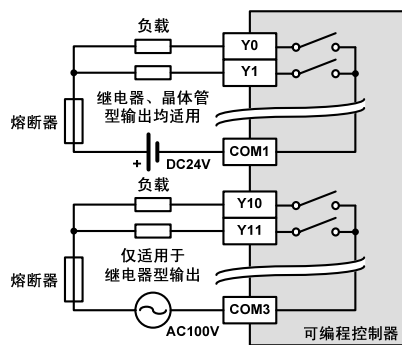 负载
Y0
Y1
继电器、晶体管
型输出均适用
熔断器
+
DC24V
COM1
负载
Y10
Y11
仅适用于
继电器型输出
熔断器
AC100V
COM3
可编程控制器